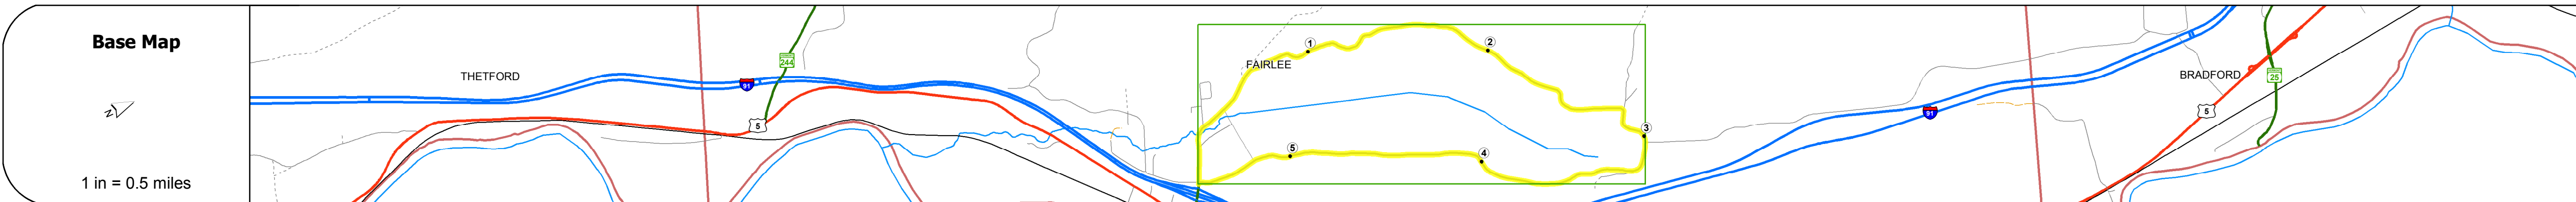 Base Map
N
1 in = 0.5 miles
THETFORD
91
244
5
FAIRLEE
1
2
3
4
5
91
BRADFORD
5
25